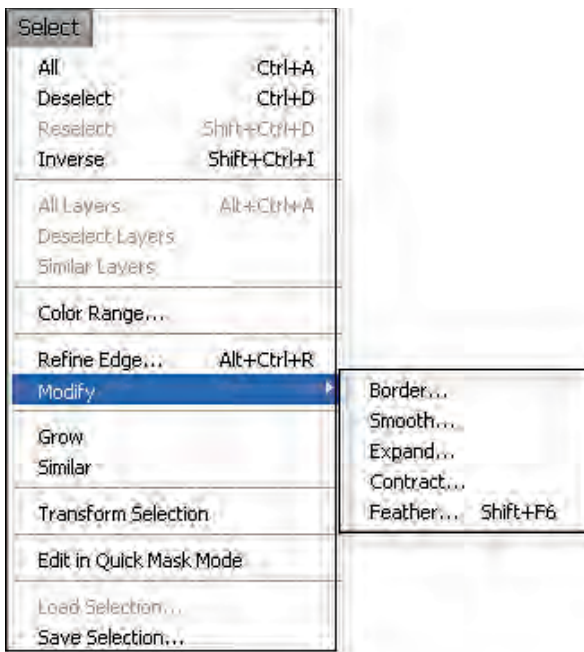 Select
All Ctrl+A
Deselect Ctrl+D
Reselect Shift+Ctrl+D
Inverse Shift+Ctrl+I
All Layers Alt+Ctrl+A
Deselect Layers
Similar Layers
Color Range...
Refine Edge... Alt+Ctrl+R
Modify
Grow
Similar
Transform Selection
Edit in Quick Mask Mode
Load Selection...
Save Selection...
Border...
Smooth...
Expand...
Contract...
Feather... Shift+F6